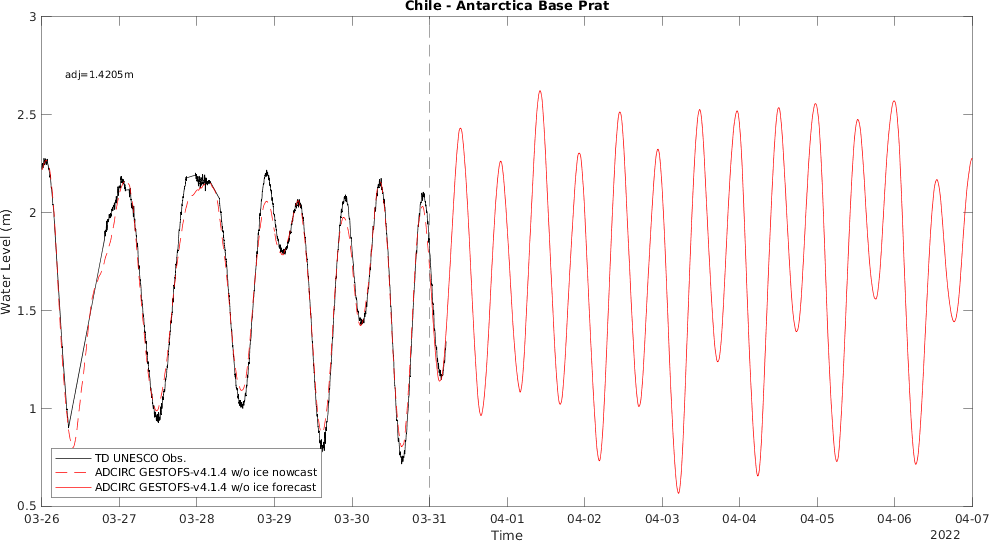 Chile - Antarctica Base Prat
adj=1.4205m
Water Level (m)
3
2.5
2
1.5
1
0.5
TD UNESCO Obs.
ADCIRC GESTOFS-v4.1.4 w/o ice nowcast
ADCIRC GESTOFS-v4.1.4 w/o ice forecast
03-26 03-27 03-28 03-29 03-30 03-31 04-01 04-02 04-03 04-04 04-05 04-06 04-07
Time
2022